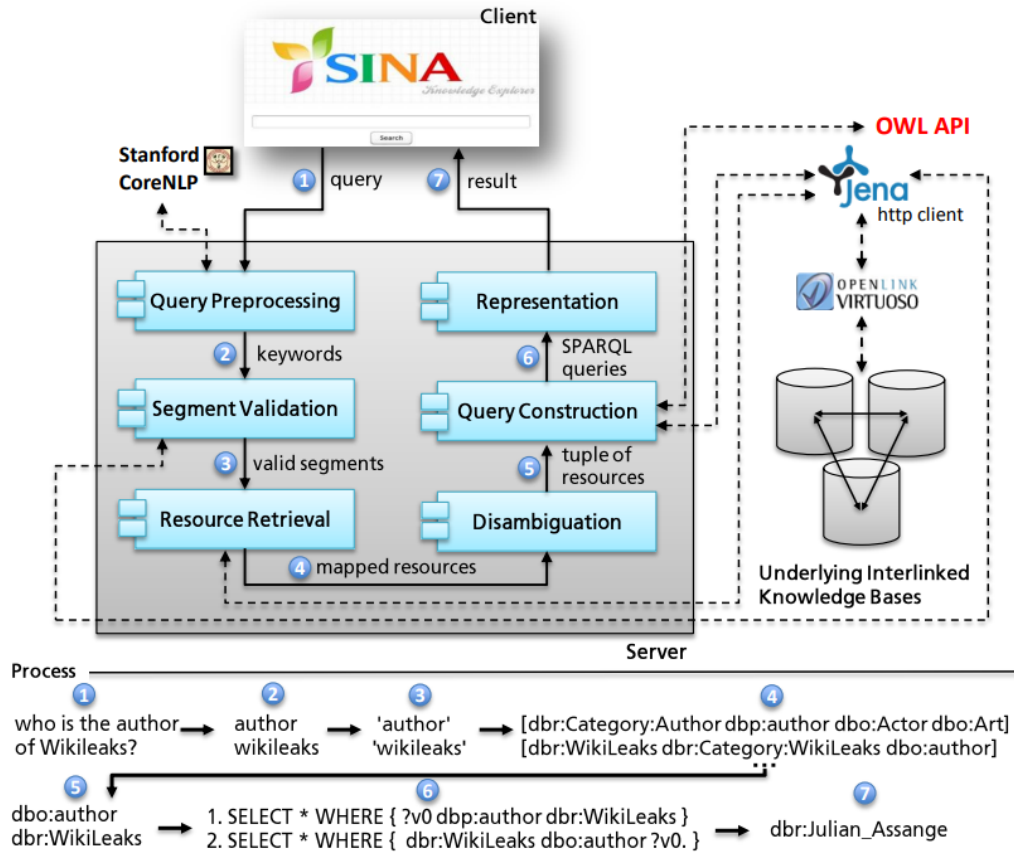 Client
SINA
Knowledge Explorer
Search
Stanford
CoreNLP
1 query
7 result
OWL API
Jena
http client
OPENLINK
VIRTUOSO
Query Preprocessing
Representation
2 keywords
6 SPARQL
queries
Segment Validation
Query Construction
3 valid segments
5 tuple of
resources
Resource Retrieval
Disambiguation
4 mapped resources
Underlying Interlinked
Knowledge Bases
Server
Process
1
who is the author
of Wikileaks?
2
author
wikileaks
3
'author'
'wikileaks'
4
[dbr:Category:Author dbp:author dbo:Actor dbo:Art]
[dbr:WikiLeaks dbr:Category:WikiLeaks dbo:author]
...
5
dbo:author
dbr:WikiLeaks
6
1. SELECT * WHERE { ?v0 dbp:author dbr:WikiLeaks }
2. SELECT * WHERE { dbr:WikiLeaks dbo:author ?v0. }
7
dbr:Julian_Assange